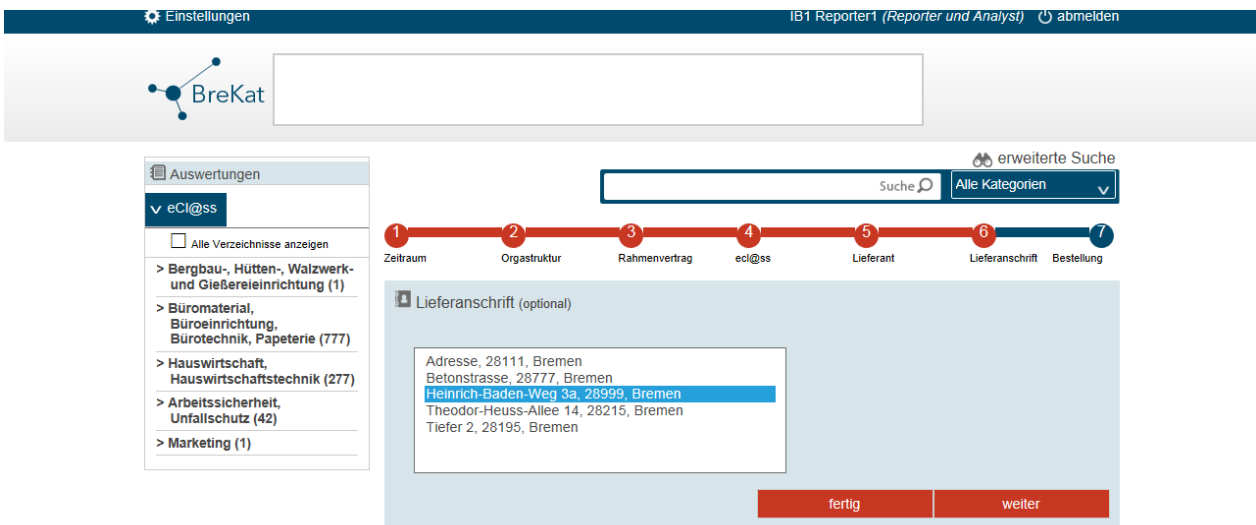 Einstellungen
IB1 Reporter1 (Reporter und Analyst) abmelden
BreKat
erweiterte Suche
Auswertungen
Suche
Alle Kategorien
eCl@ss
Alle Verzeichnisse anzeigen
> Bergbau-, Hütten-, Walzwerk-
und Gießereieinrichtung (1)
> Büromaterial,
Büroeinrichtung,
Bürotechnik, Papeterie (777)
> Hauswirtschaft,
Hauswirtschaftstechnik (277)
> Arbeitssicherheit,
Unfallschutz (42)
> Marketing (1)
1 2 3 4 5 6 7
Zeitraum Orgastruktur Rahmenvertrag ecl@ss Lieferant Lieferanschrift Bestellung
Lieferanschrift (optional)
Adresse, 28111, Bremen
Betonstrasse, 28777, Bremen
Heinrich-Baden-Weg 3a, 28999, Bremen
Theodor-Heuss-Allee 14, 28215, Bremen
Tiefer 2, 28195, Bremen
fertig weiter